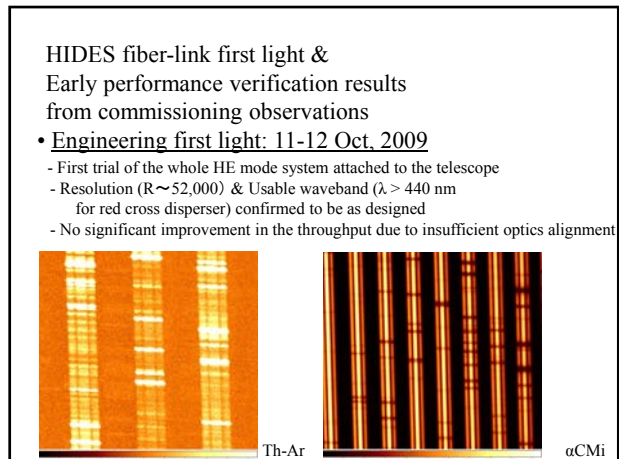 HIDES fiber-link first light &
Early performance verification results
from commissioning observations
• Engineering first light: 11-12 Oct, 2009
- First trial of the whole HE mode system attached to the telescope
- Resolution (R～52,000) & Usable waveband (λ > 440 nm
for red cross disperser) confirmed to be as designed
- No significant improvement in the throughput due to insufficient optics alignment
Th-Ar
αCMi